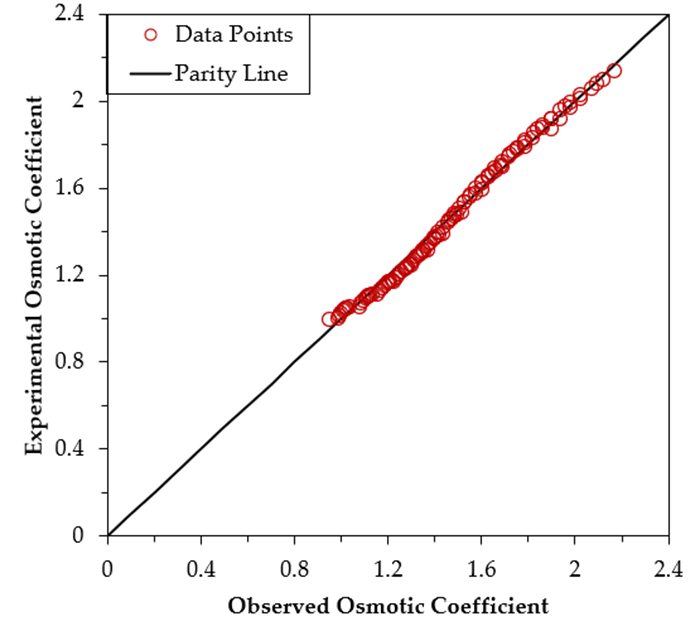 2.4
Data Points
Parity Line
2
1.6
1.2
0.8
0.4
0
Experimental Osmotic Coefficient
0 0.4 0.8 1.2 1.6 2 2.4
Observed Osmotic Coefficient